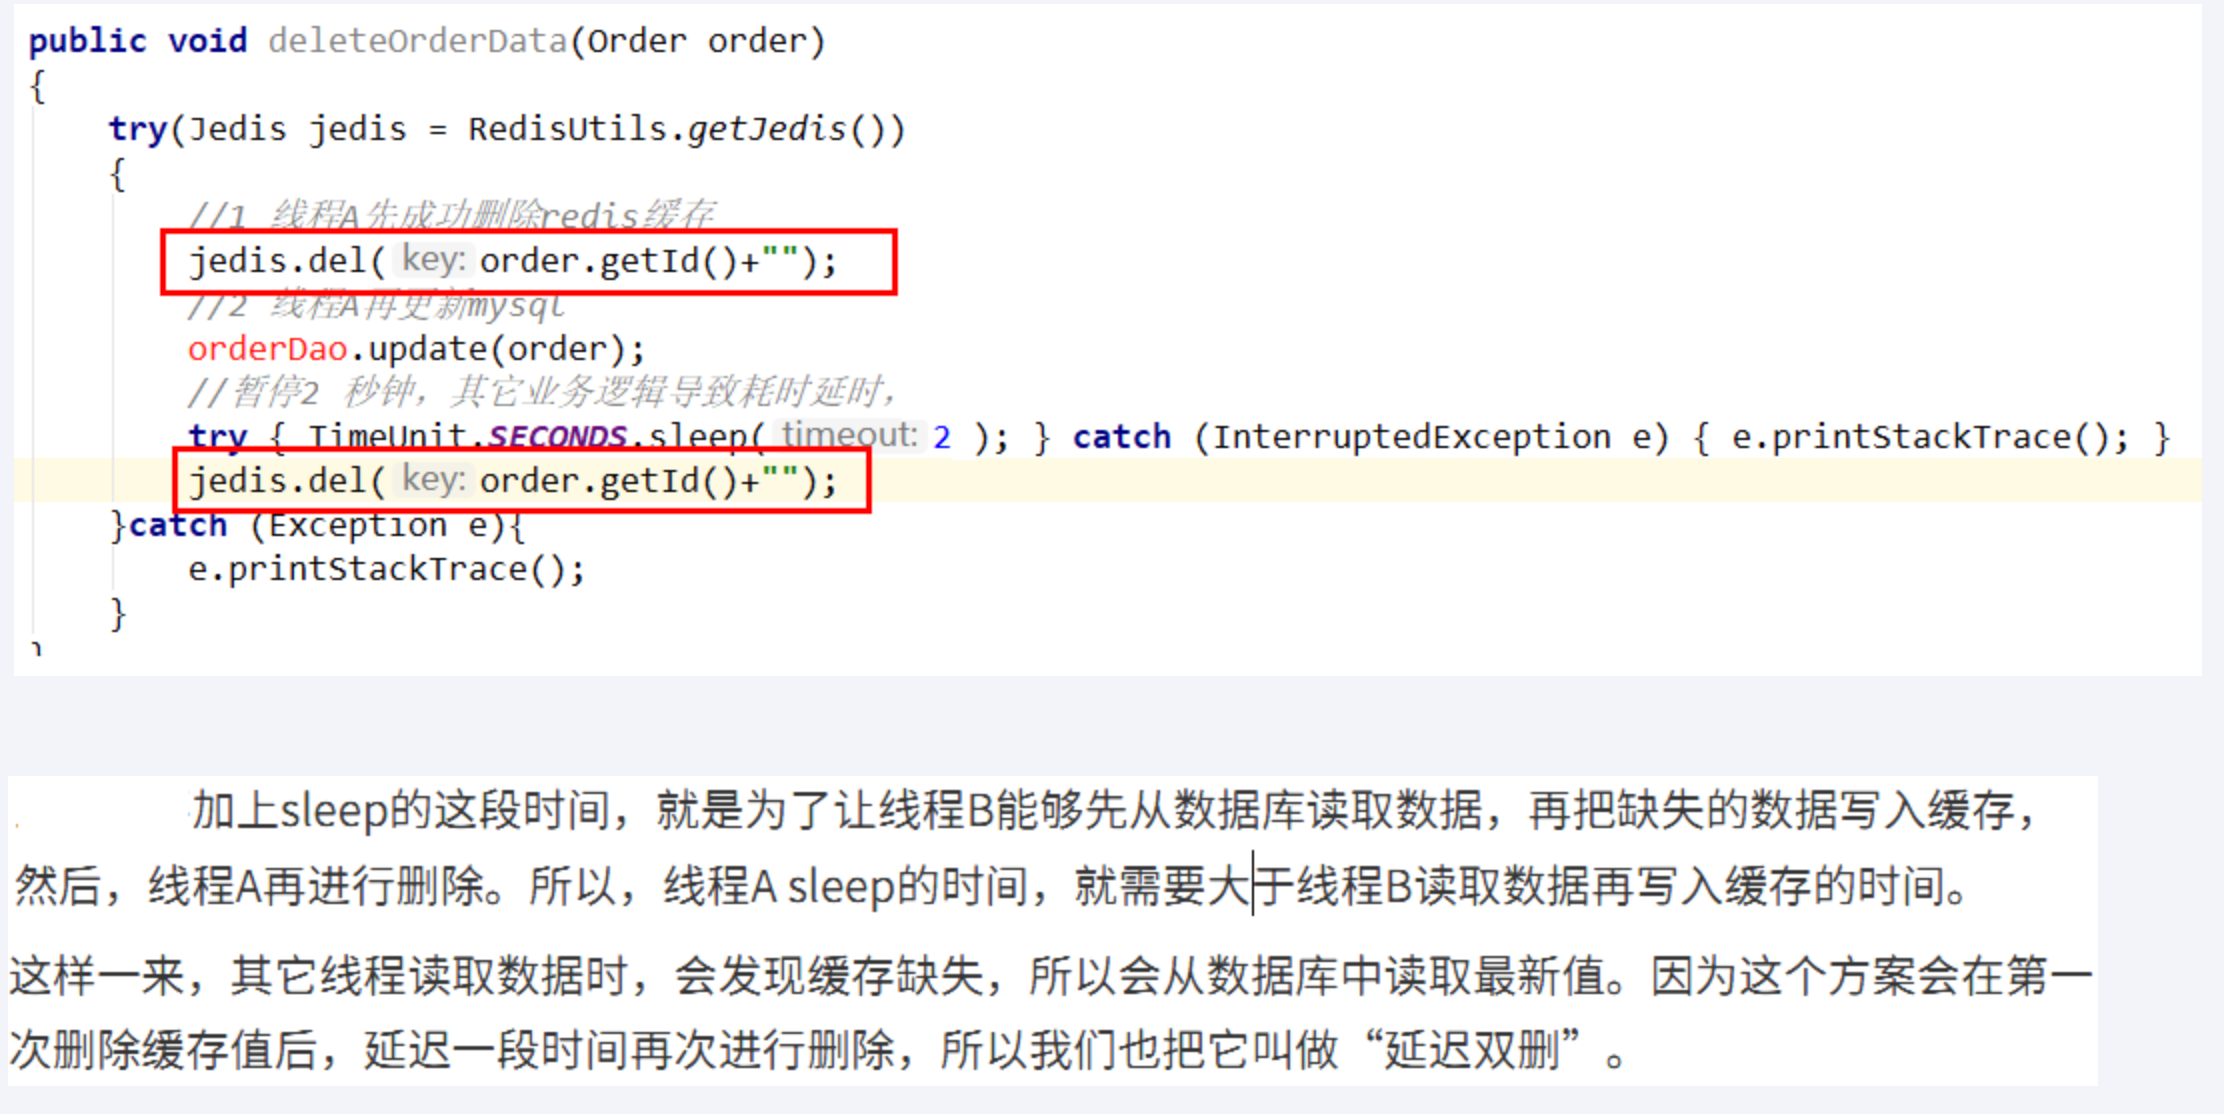 public void deleteOrderData(Order order)
{
try(Jedis jedis = RedisUtils.getJedis())
{
//1 线程A先成功删除redis缓存
jedis.del( key: order.getId()+"");
//2 线程A再更新mysql
orderDao.update(order);
//暂停2 秒钟，其它业务逻辑导致耗时延时，
try { TimeUnit.SECONDS.sleep( timeout: 2 ); } catch (InterruptedException e) { e.printStackTrace(); }
jedis.del( key: order.getId()+"");
}catch (Exception e){
e.printStackTrace();
}
}
加上sleep的这段时间，就是为了让线程B能够先从数据库读取数据，再把缺失的数据写入缓存，
然后，线程A再进行删除。所以，线程A sleep的时间，就需要大于线程B读取数据再写入缓存的时间。
这样一来，其它线程读取数据时，会发现缓存缺失，所以会从数据库中读取最新值。因为这个方案会在第一
次删除缓存值后，延迟一段时间再次进行删除，所以我们也把它叫做“延迟双删”。